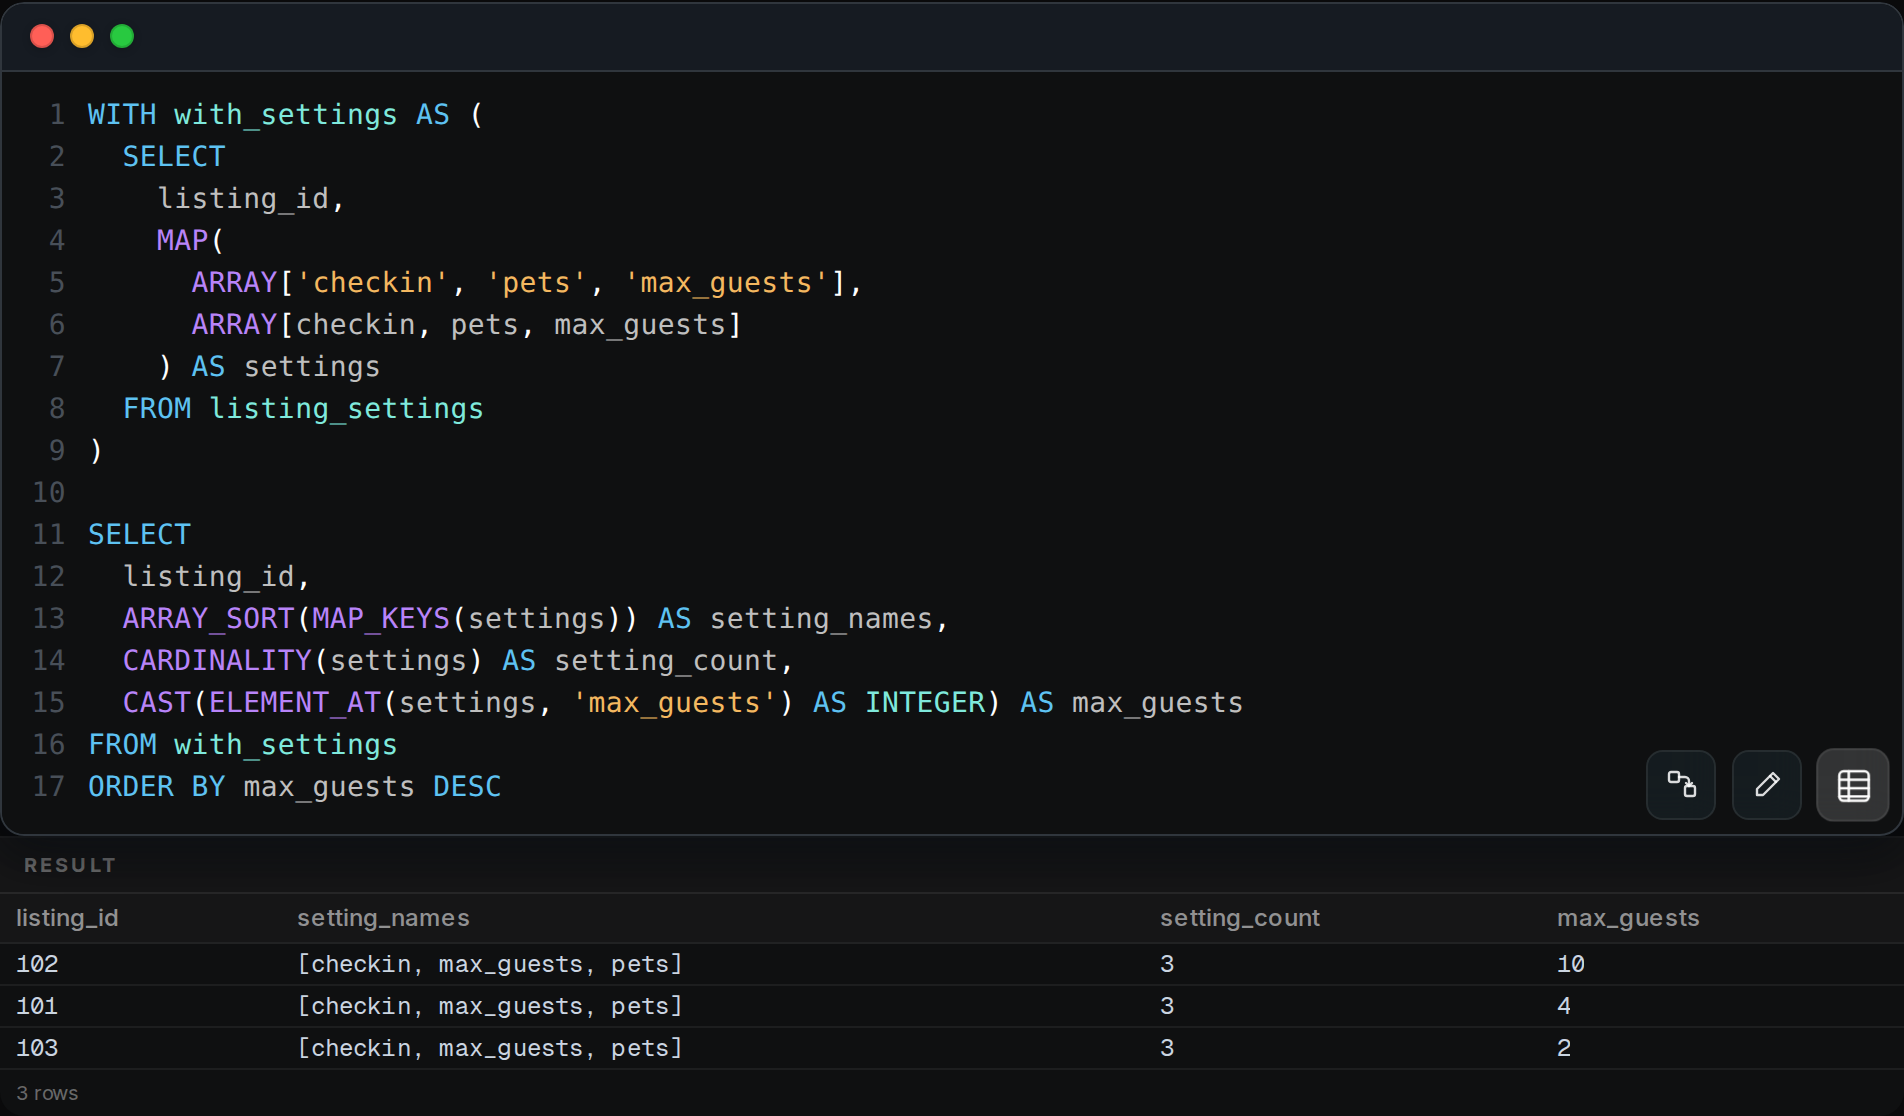 1 WITH with_settings AS (
2   SELECT
3     listing_id,
4     MAP(
5       ARRAY['checkin', 'pets', 'max_guests'],
6       ARRAY[checkin, pets, max_guests]
7     ) AS settings
8   FROM listing_settings
9 )
10
11 SELECT
12   listing_id,
13   ARRAY_SORT(MAP_KEYS(settings)) AS setting_names,
14   CARDINALITY(settings) AS setting_count,
15   CAST(ELEMENT_AT(settings, 'max_guests') AS INTEGER) AS max_guests
16 FROM with_settings
17 ORDER BY max_guests DESC
RESULT
listing_id setting_names setting_count max_guests
102 [checkin, max_guests, pets] 3 10
101 [checkin, max_guests, pets] 3 4
103 [checkin, max_guests, pets] 3 2
3 rows